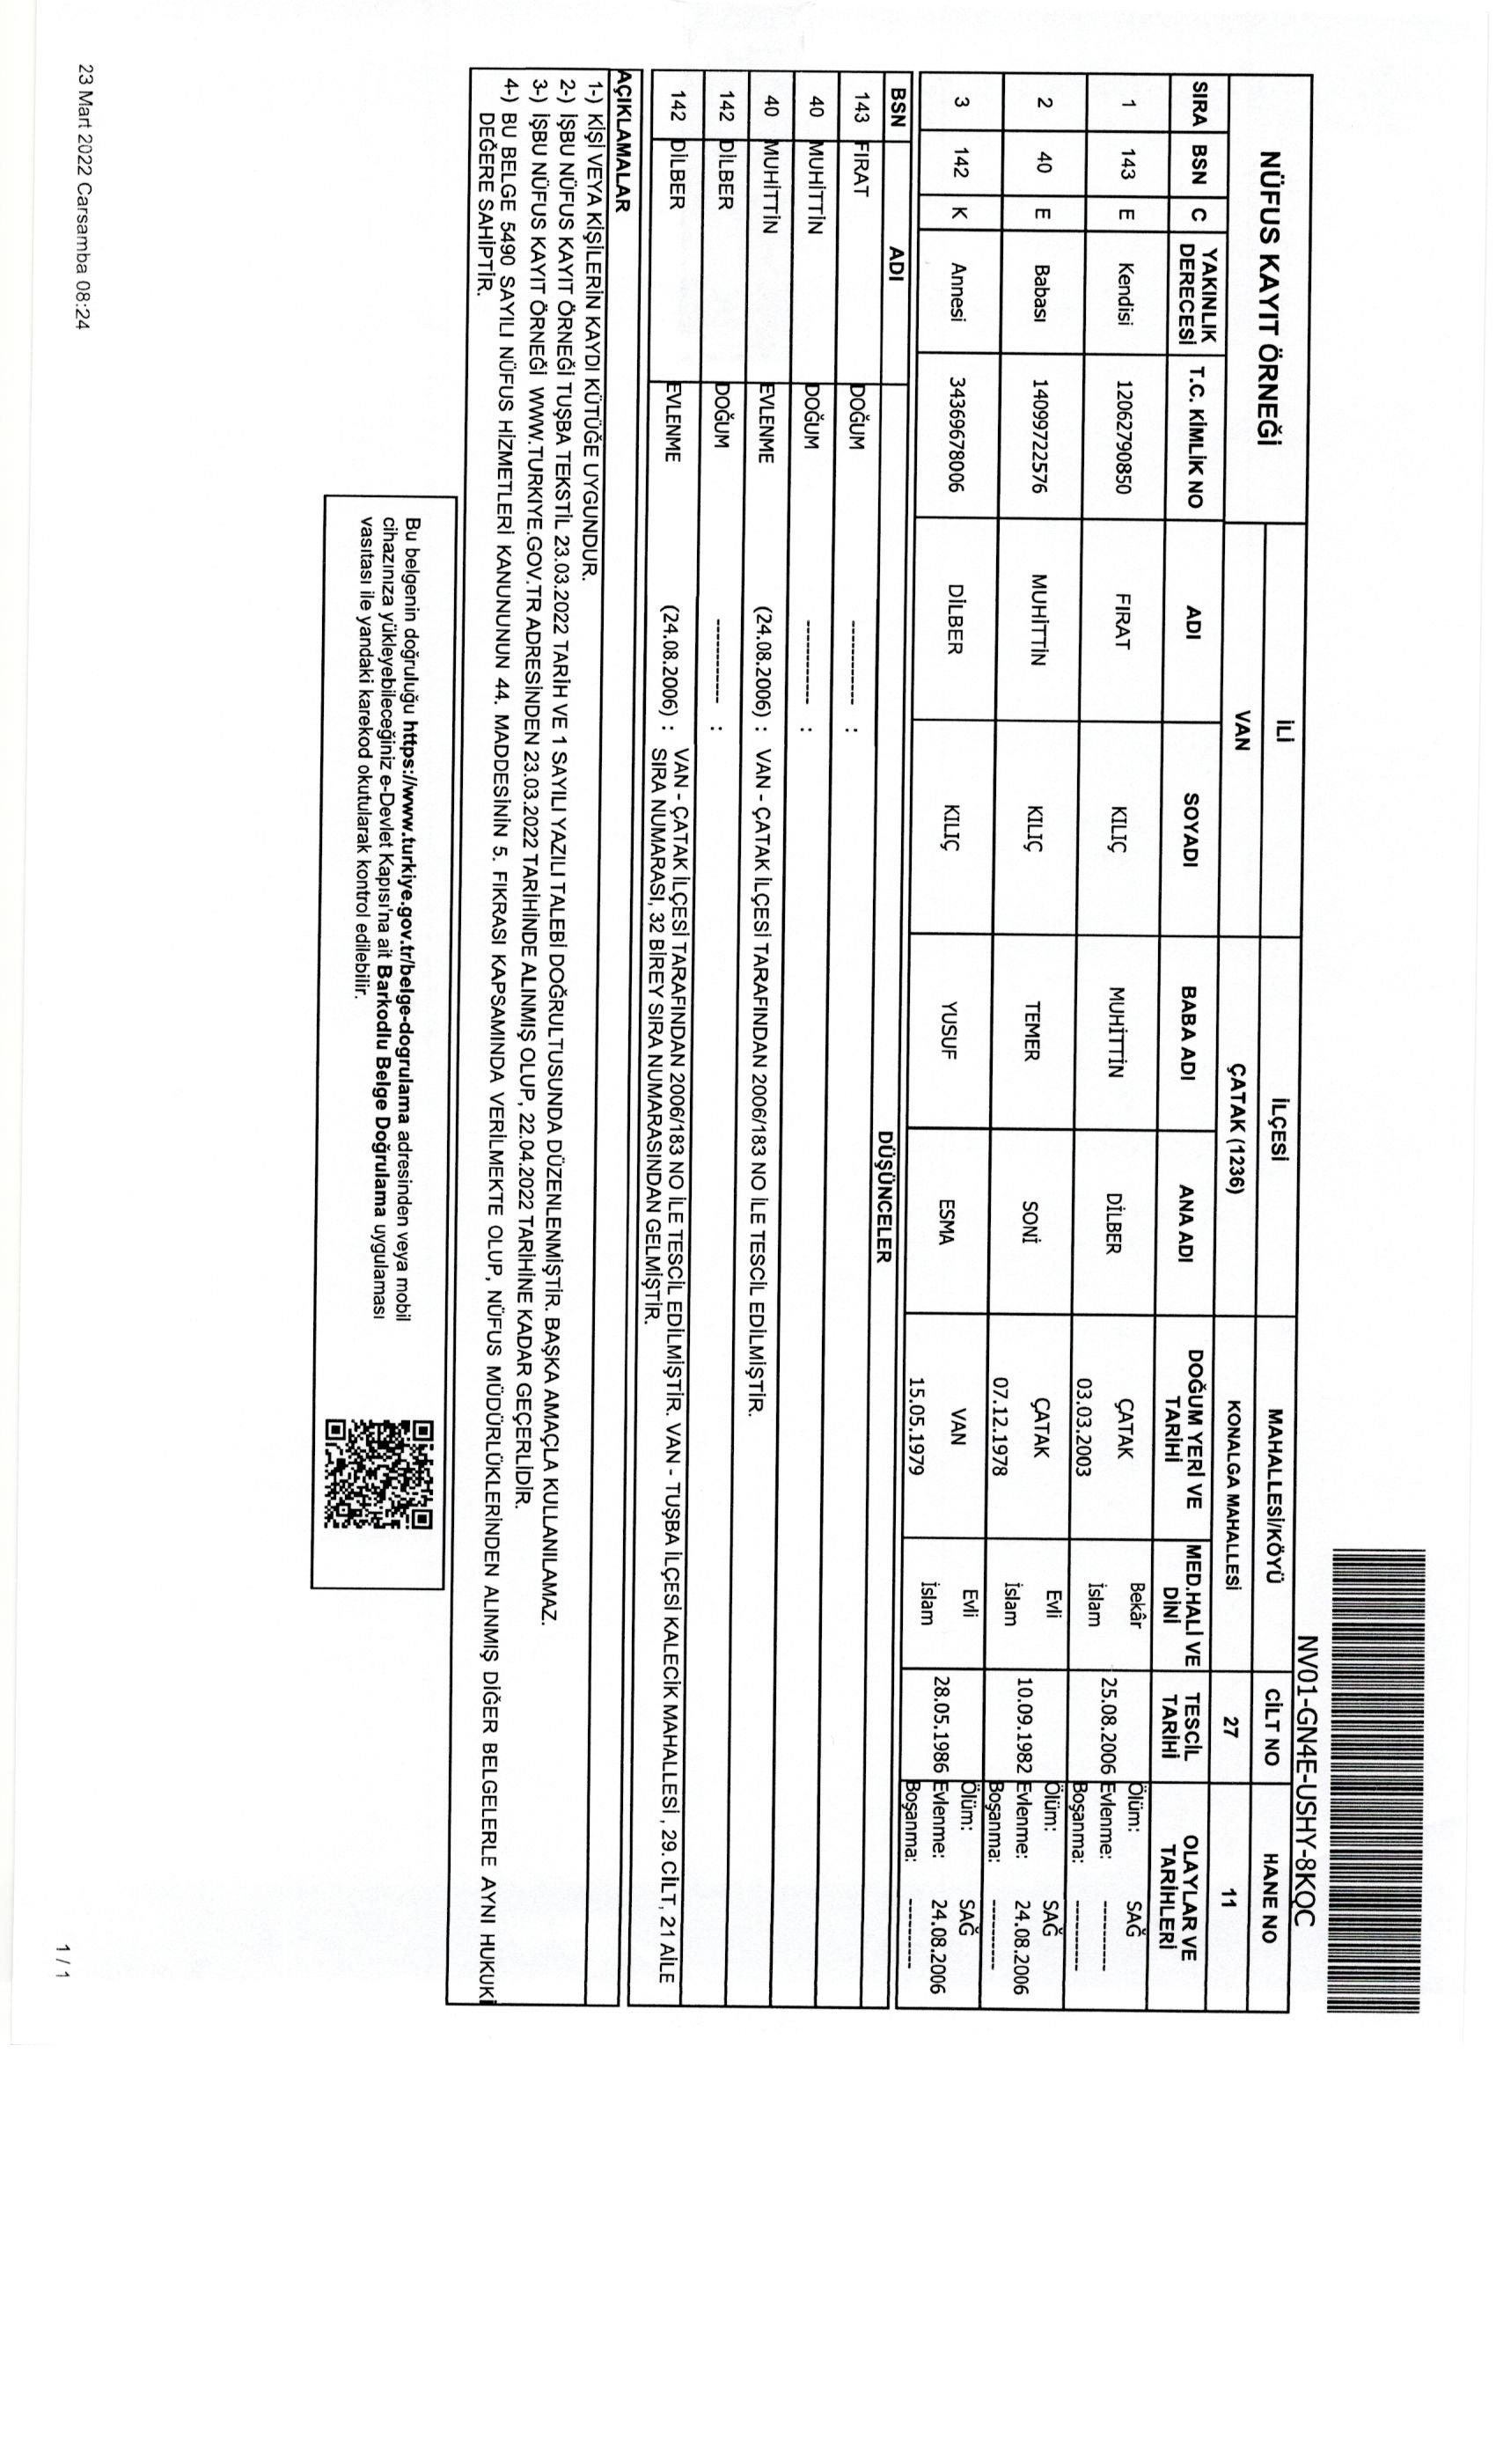 NV01-GN4E-USHY-8KQC
NÜFUS KAYIT ÖRNEĞİ
İLİ
İLÇESİ
MAHALLESİ/KÖYÜ
CİLT NO
HANE NO
VAN
ÇATAK (1236)
KONALGA MAHALLESİ
27
11
SIRA
BSN
C
YAKINLIK
DERECESİ
T.C. KİMLİK NO
ADI
SOYADI
BABA ADI
ANA ADI
DOĞUM YERİ VE
TARİHİ
MED.HALİ VE
DİNİ
TESCİL
TARİHİ
OLAYLAR VE
TARİHLERİ
1
143
E
Kendisi
12062790850
FIRAT
KILIÇ
MUHİTTİN
DİLBER
ÇATAK
03.03.2003
Bekâr
İslam
25.08.2006
Ölüm: SAĞ
Evlenme: ----------
Boşanma: ----------
2
40
E
Babası
14099722576
MUHİTTİN
KILIÇ
TEMER
SONİ
ÇATAK
07.12.1978
Evli
İslam
10.09.1982
Ölüm: SAĞ
Evlenme: 24.08.2006
Boşanma: ----------
3
142
K
Annesi
34369678006
DİLBER
KILIÇ
YUSUF
ESMA
VAN
15.05.1979
Evli
İslam
28.05.1986
Ölüm: SAĞ
Evlenme: 24.08.2006
Boşanma: ----------
BSN ADI DÜŞÜNCELER
143 FIRAT DOĞUM ------------ :
40 MUHİTTİN DOĞUM ------------ :
40 MUHİTTİN EVLENME (24.08.2006) : VAN - ÇATAK İLÇESİ TARAFINDAN 2006/183 NO İLE TESCİL EDİLMİŞTİR.
142 DİLBER DOĞUM ------------ :
142 DİLBER EVLENME (24.08.2006) : VAN - ÇATAK İLÇESİ TARAFINDAN 2006/183 NO İLE TESCİL EDİLMİŞTİR. VAN - TUŞBA İLÇESİ KALECİK MAHALLESİ , 29. CİLT, 21 AİLE
SIRA NUMARASI, 32 BİREY SIRA NUMARASINDAN GELMİŞTİR.
AÇIKLAMALAR
1-) KİŞİ VEYA KİŞİLERİN KAYDI KÜTÜĞE UYGUNDUR.
2-) İŞBU NÜFUS KAYIT ÖRNEĞİ TUŞBA TEKSTİL 23.03.2022 TARİH VE 1 SAYILI YAZILI TALEBİ DOĞRULTUSUNDA DÜZENLENMİŞTİR. BAŞKA AMAÇLA KULLANILAMAZ.
3-) İŞBU NÜFUS KAYIT ÖRNEĞİ WWW.TURKIYE.GOV.TR ADRESİNDEN 23.03.2022 TARİHİNDE ALINMIŞ OLUP, 22.04.2022 TARİHİNE KADAR GEÇERLİDİR.
4-) BU BELGE 5490 SAYILI NÜFUS HİZMETLERİ KANUNUNUN 44. MADDESİNİN 5. FIKRASI KAPSAMINDA VERİLMEKTE OLUP, NÜFUS MÜDÜRLÜKLERİNDEN ALINMIŞ DİĞER BELGELERLE AYNI HUKUKİ
DEĞERE SAHİPTİR.
Bu belgenin doğruluğu https://www.turkiye.gov.tr/belge-dogrulama adresinden veya mobil
cihazınıza yükleyebileceğiniz e-Devlet Kapısı'na ait Barkodlu Belge Doğrulama uygulaması
vasıtası ile yandaki karekod okutularak kontrol edilebilir.
23 Mart 2022 Carsamba 08:24
1 / 1